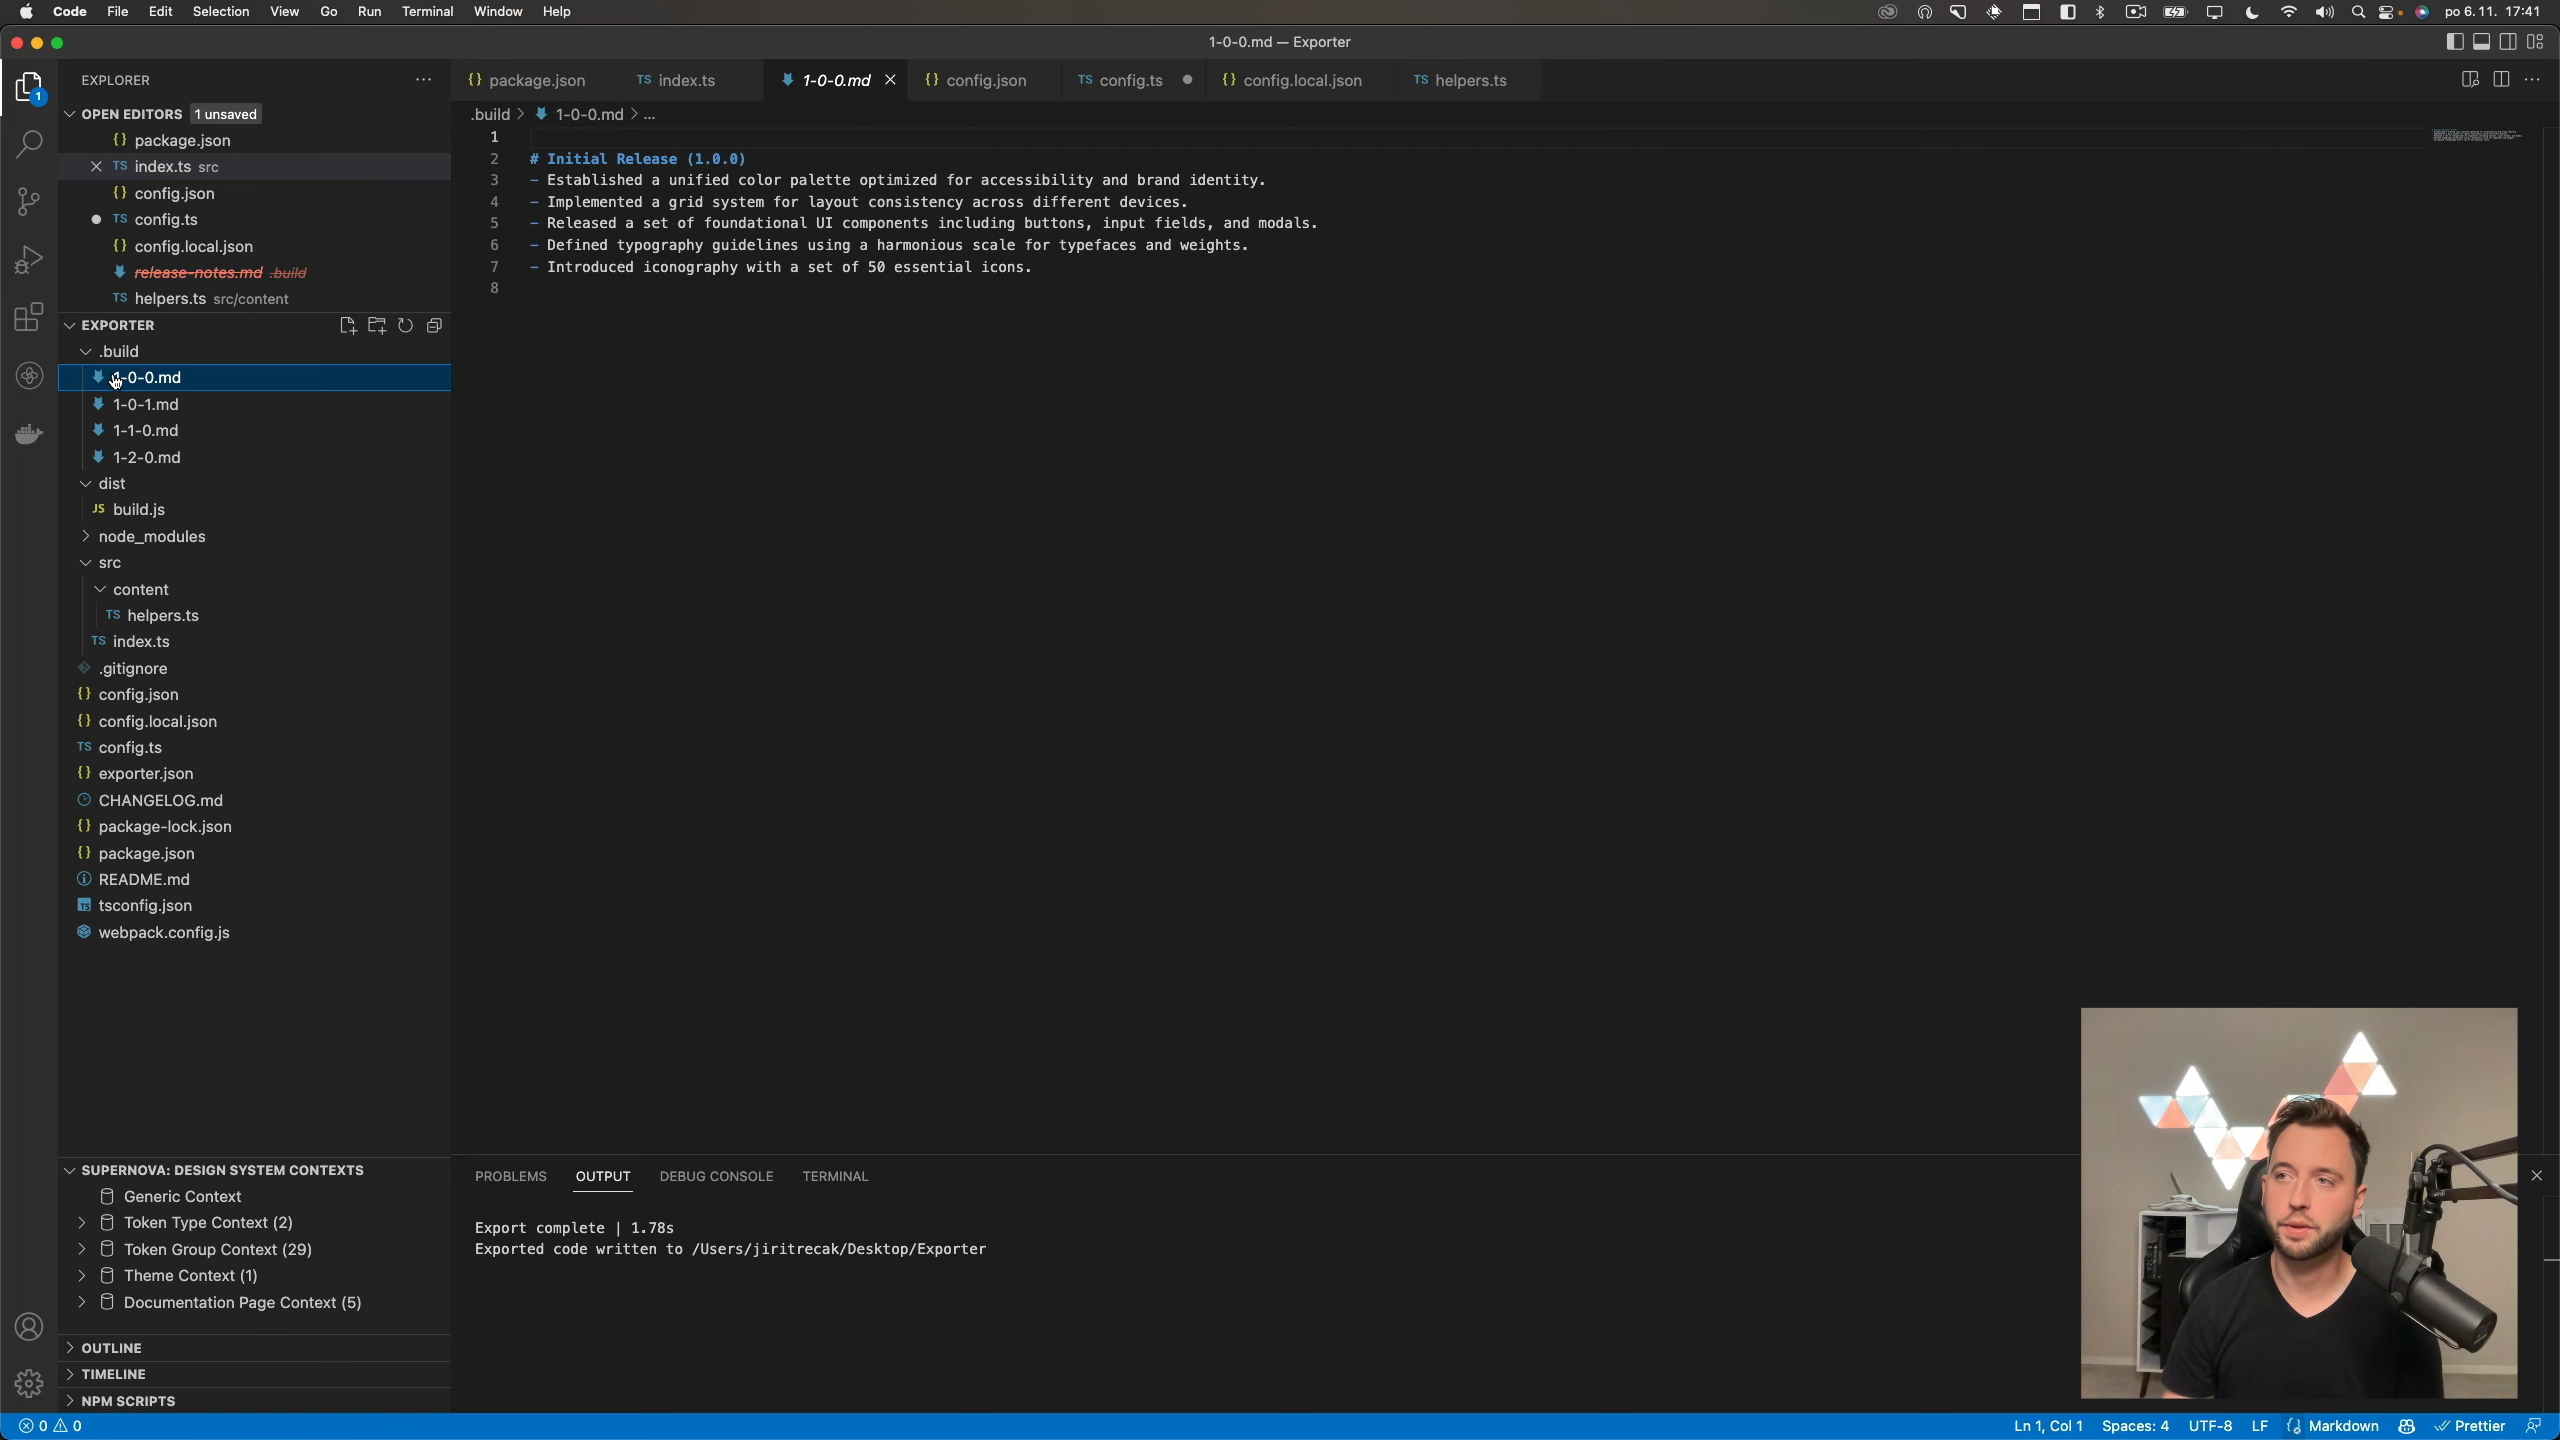 Code File Edit Selection View Go Run Terminal Window Help
po 6. 11. 17:41
1-0-0.md — Exporter
EXPLORER
{} package.json
TS index.ts
1-0-0.md
{} config.json
TS config.ts
{} config.local.json
TS helpers.ts
1
OPEN EDITORS 1 unsaved
{} package.json
TS index.ts src
{} config.json
TS config.ts
{} config.local.json
release-notes.md .build
TS helpers.ts src/content
EXPORTER
.build
1-0-0.md
1-0-1.md
1-1-0.md
1-2-0.md
dist
JS build.js
node_modules
src
content
TS helpers.ts
TS index.ts
.gitignore
{} config.json
{} config.local.json
TS config.ts
{} exporter.json
CHANGELOG.md
{} package-lock.json
{} package.json
README.md
TS tsconfig.json
webpack.config.js
SUPERNOVA: DESIGN SYSTEM CONTEXTS
Generic Context
Token Type Context (2)
Token Group Context (29)
Theme Context (1)
Documentation Page Context (5)
OUTLINE
TIMELINE
NPM SCRIPTS
.build > 1-0-0.md > ...
1
2 # Initial Release (1.0.0)
3 - Established a unified color palette optimized for accessibility and brand identity.
4 - Implemented a grid system for layout consistency across different devices.
5 - Released a set of foundational UI components including buttons, input fields, and modals.
6 - Defined typography guidelines using a harmonious scale for typefaces and weights.
7 - Introduced iconography with a set of 50 essential icons.
8
PROBLEMS OUTPUT DEBUG CONSOLE TERMINAL
Export complete | 1.78s
Exported code written to /Users/jiritrecak/Desktop/Exporter
0 0
Ln 1, Col 1 Spaces: 4 UTF-8 LF {} Markdown Prettier